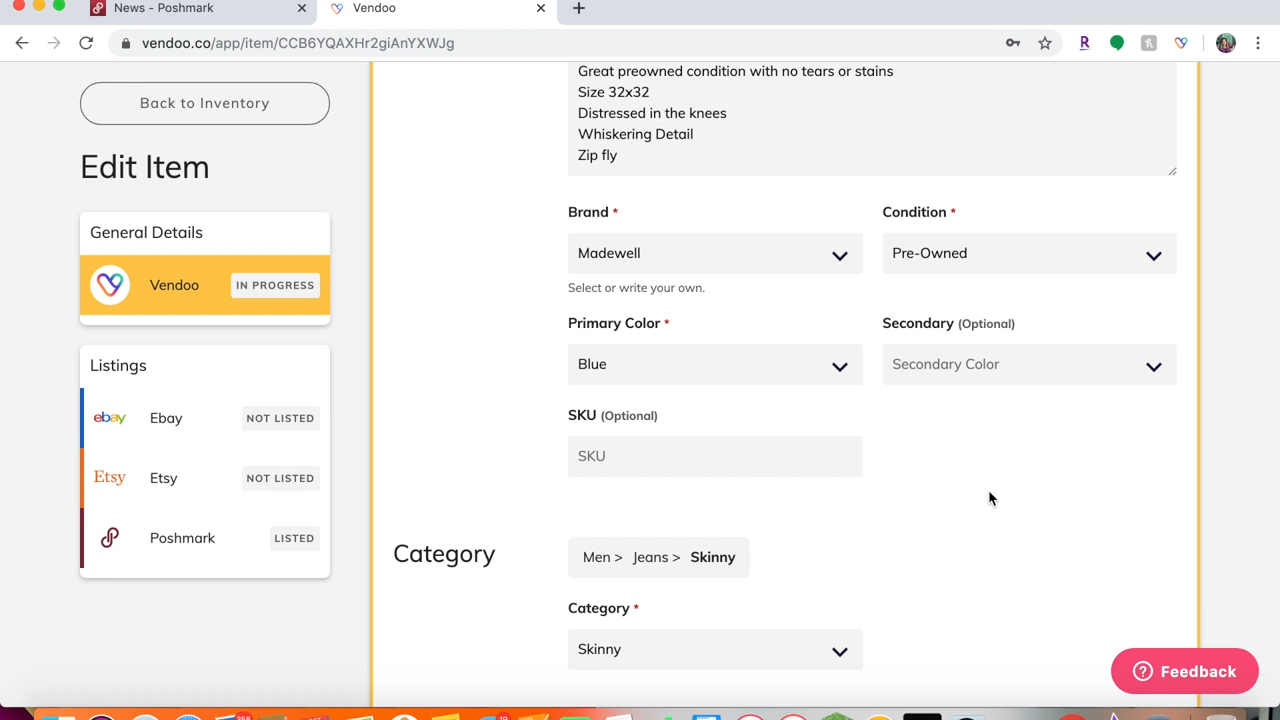 News - Poshmark
Vendoo
vendoo.co/app/item/CCB6YQAXHr2giAnYXWJg
R
Back to Inventory
Edit Item
General Details
Vendoo
IN PROGRESS
Listings
ebay
Ebay
NOT LISTED
Etsy
Etsy
NOT LISTED
Poshmark
LISTED
Great preowned condition with no tears or stains
Size 32x32
Distressed in the knees
Whiskering Detail
Zip fly
Brand *
Condition *
Madewell
Pre-Owned
Select or write your own.
Primary Color *
Secondary (Optional)
Blue
Secondary Color
SKU (Optional)
SKU
Category
Men > Jeans > Skinny
Category *
Skinny
Feedback